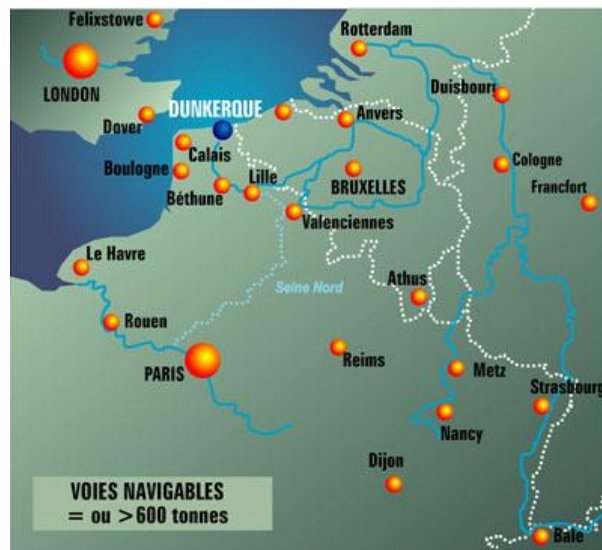 Felixstowe
Rotterdam
LONDON
Duisbourg
DUNKERQUE
Dover
Anvers
Calais
Cologne
Boulogne
Lille
BRUXELLES
Francfort
Béthune
Valenciennes
Le Havre
Athus
Seine Nord
Rouen
Reims
PARIS
Metz
Strasbourg
Nancy
Dijon
VOIES NAVIGABLES
= ou >600 tonnes
Bale